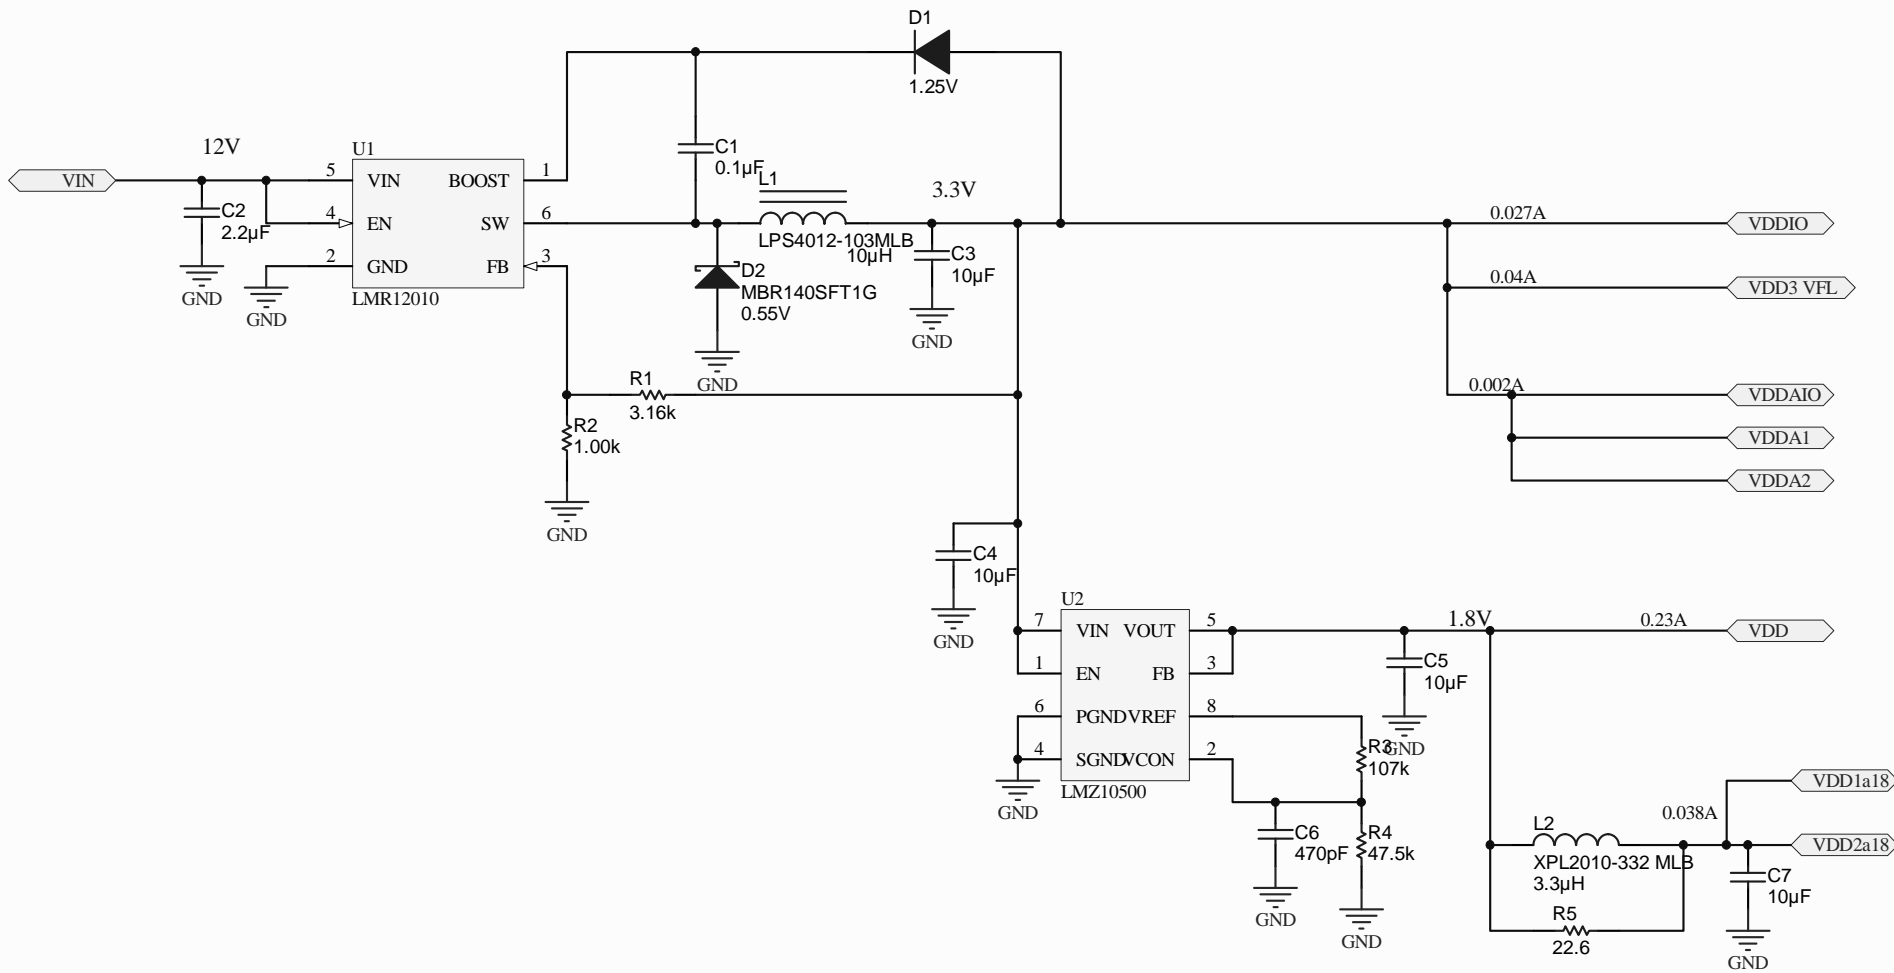 D1
1.25V
C1
0.1µF
12V
VIN
C2
2.2µF
GND
GND
U1
5
VIN
BOOST
1
4
EN
SW
6
2
GND
FB
3
LMR12010
L1
LPS4012-103MLB
10µH
3.3V
C3
10µF
GND
D2
MBR140SFT1G
0.55V
GND
R1
3.16k
R2
1.00k
GND
0.027A
VDDIO
0.04A
VDD3 VFL
0.002A
VDDAIO
VDDA1
VDDA2
C4
10µF
GND
U2
7
VIN
VOUT
5
1
EN
FB
3
6
PGND
VREF
8
4
SGND
VCON
2
LMZ10500
GND
1.8V
0.23A
VDD
C5
10µF
GND
R3
107k
C6
470pF
GND
R4
47.5k
GND
VDD1a18
0.038A
L2
XPL2010-332 MLB
3.3µH
VDD2a18
C7
10µF
GND
R5
22.6